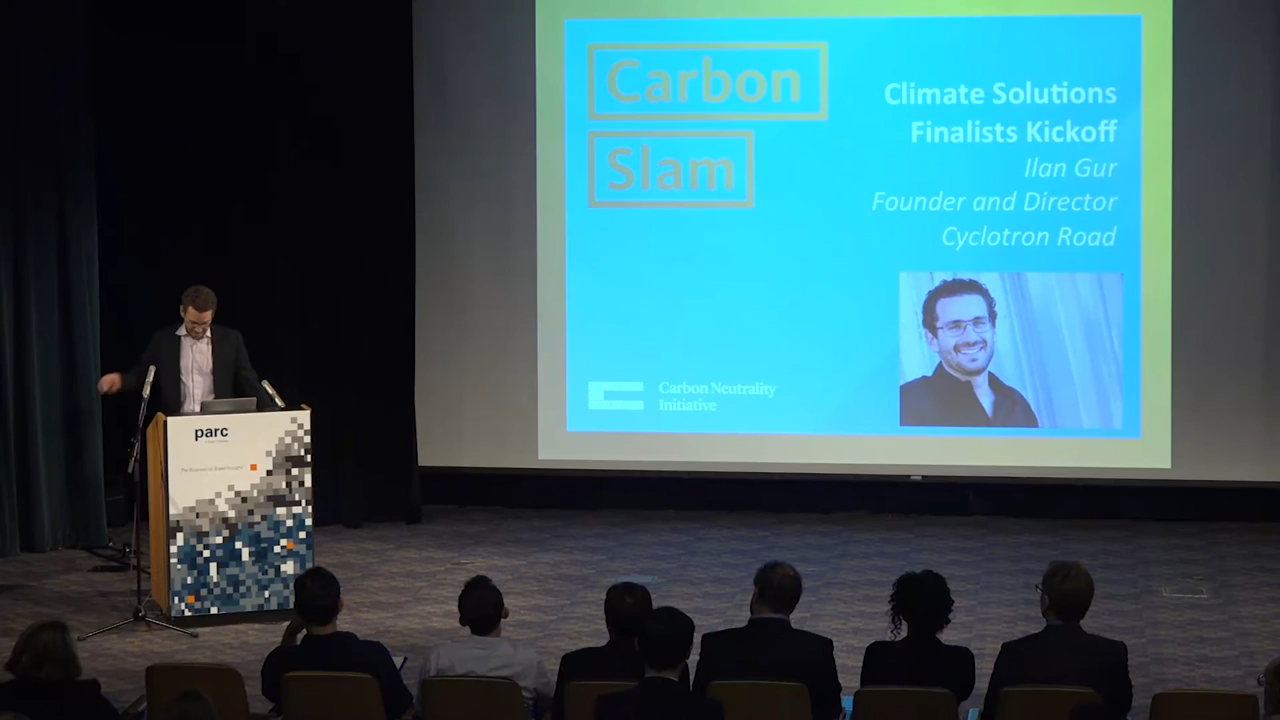 Carbon
Slam
Climate Solutions
Finalists Kickoff
Ilan Gur
Founder and Director
Cyclotron Road
Carbon Neutrality
Initiative
parc